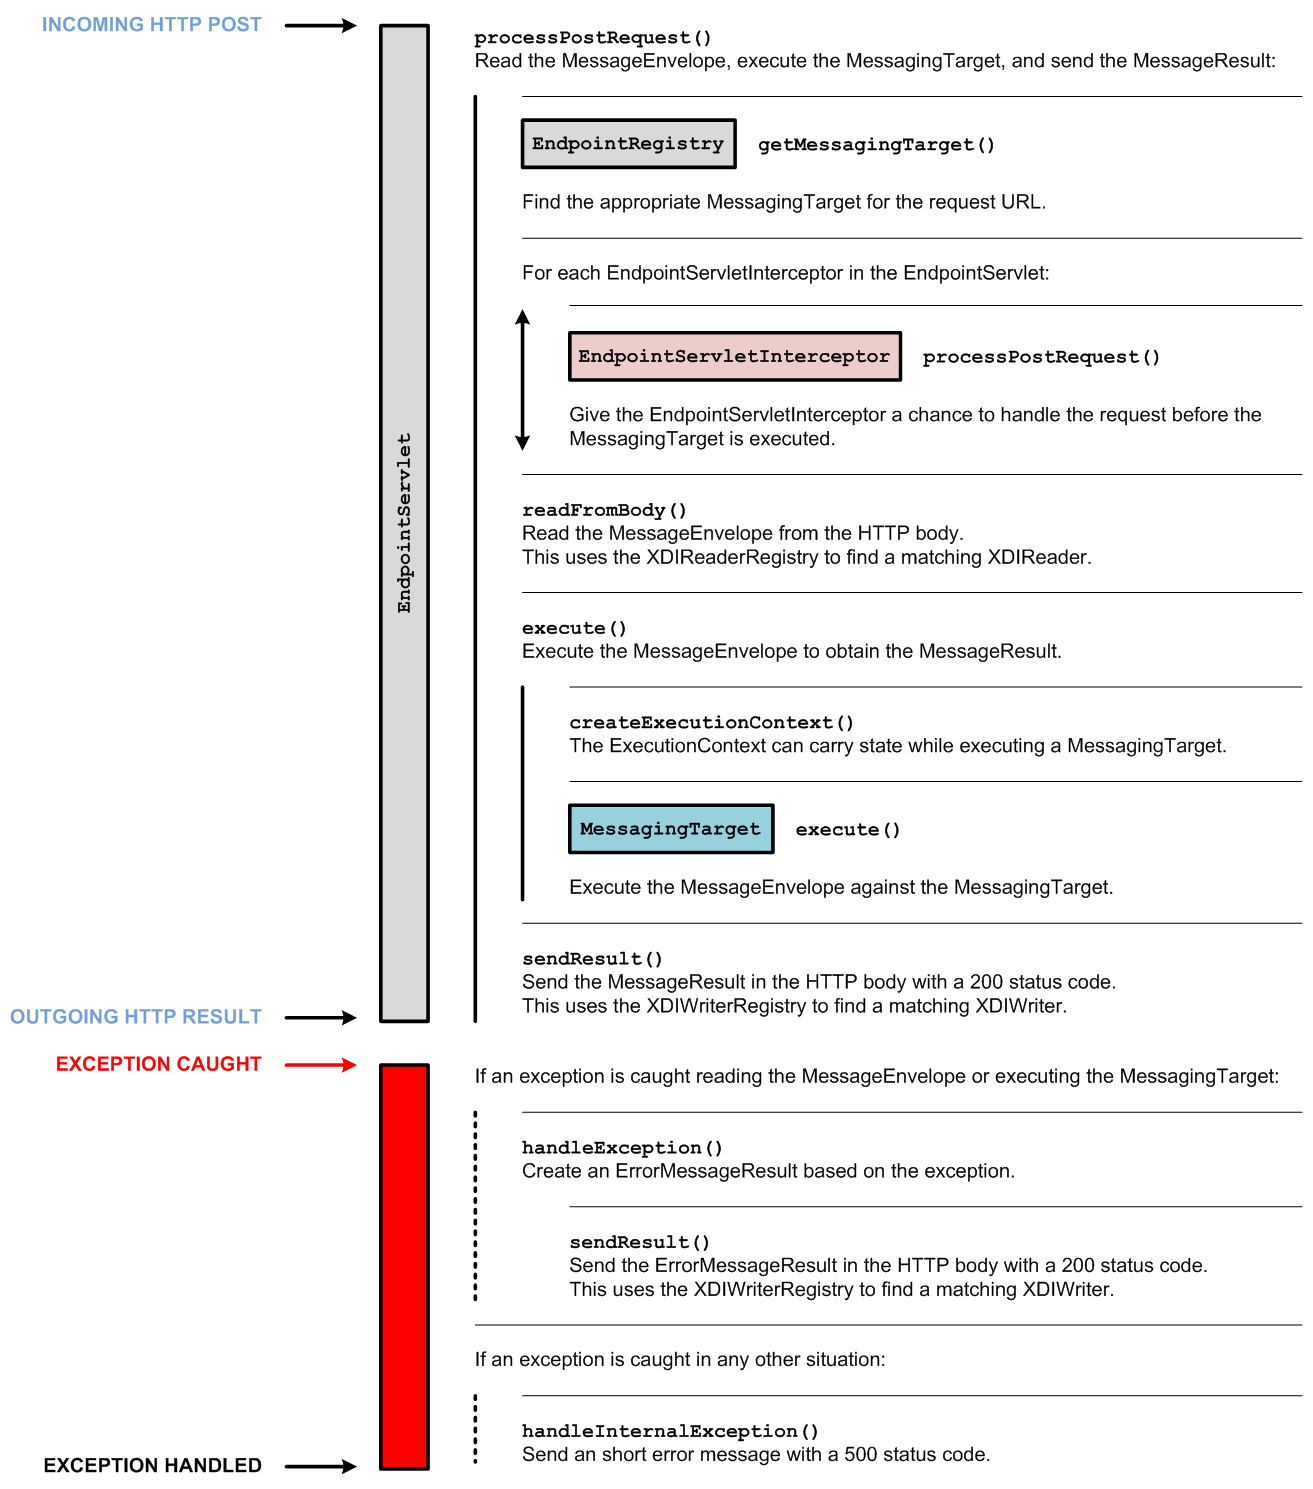 INCOMING HTTP POST
processPostRequest()
Read the MessageEnvelope, execute the MessagingTarget, and send the MessageResult:
EndpointRegistry getMessagingTarget()
Find the appropriate MessagingTarget for the request URL.
For each EndpointServletInterceptor in the EndpointServlet:
EndpointServletInterceptor processPostRequest()
Give the EndpointServletInterceptor a chance to handle the request before the
MessagingTarget is executed.
EndpointServlet
readFromBody()
Read the MessageEnvelope from the HTTP body.
This uses the XDIReaderRegistry to find a matching XDIReader.
execute()
Execute the MessageEnvelope to obtain the MessageResult.
createExecutionContext()
The ExecutionContext can carry state while executing a MessagingTarget.
MessagingTarget execute()
Execute the MessageEnvelope against the MessagingTarget.
sendResult()
Send the MessageResult in the HTTP body with a 200 status code.
This uses the XDIWriterRegistry to find a matching XDIWriter.
OUTGOING HTTP RESULT
EXCEPTION CAUGHT
If an exception is caught reading the MessageEnvelope or executing the MessagingTarget:
handleException()
Create an ErrorMessageResult based on the exception.
sendResult()
Send the ErrorMessageResult in the HTTP body with a 200 status code.
This uses the XDIWriterRegistry to find a matching XDIWriter.
If an exception is caught in any other situation:
handleInternalException()
Send an short error message with a 500 status code.
EXCEPTION HANDLED